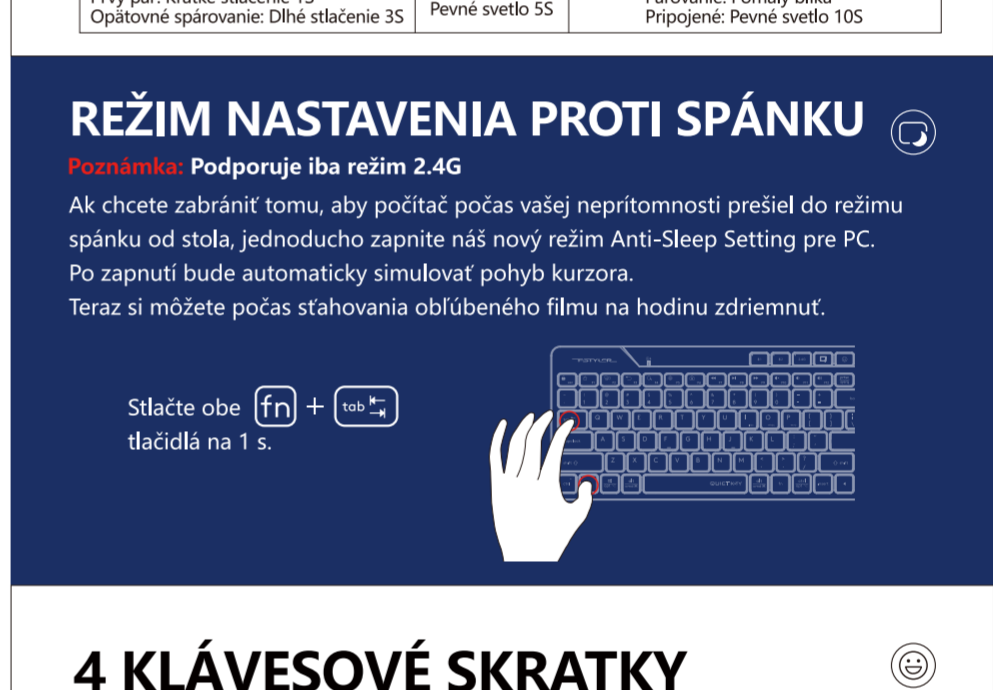 Opätovné spárovanie: Dlhé stlačenie 3S
Pevné svetlo 5S
Pripojené: Pevné svetlo 10S
REŽIM NASTAVENIA PROTI SPÁNKU
Poznámka: Podporuje iba režim 2.4G
Ak chcete zabrániť tomu, aby počítač počas vašej neprítomnosti prešiel do režimu
spánku od stola, jednoducho zapnite náš nový režim Anti-Sleep Setting pre PC.
Po zapnutí bude automaticky simulovať pohyb kurzora.
Teraz si môžete počas sťahovania obľúbeného filmu na hodinu zdriemnuť.
Stlačte obe fn + tab
tlačidlá na 1 s.
4 KLÁVESOVÉ SKRATKY